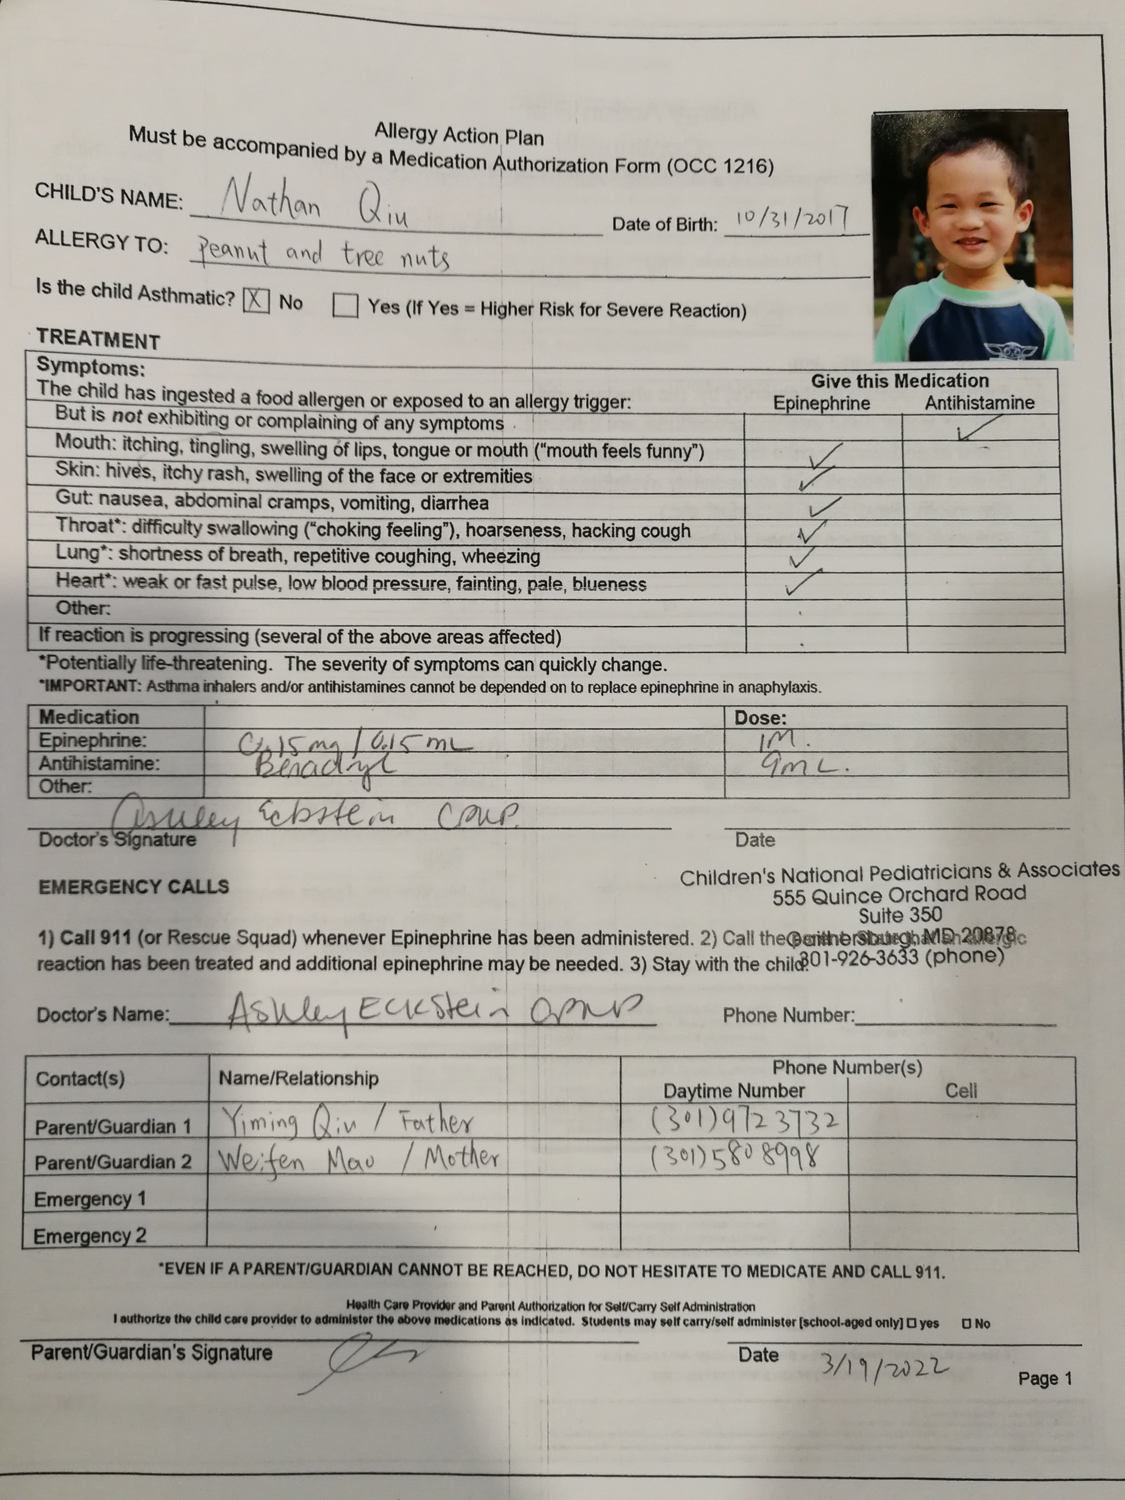 Allergy Action Plan
Must be accompanied by a Medication Authorization Form (OCC 1216)
CHILD'S NAME: Nathan Qiu Date of Birth: 10/31/2017
ALLERGY TO: Peanut and tree nuts
Is the child Asthmatic? X No Yes (If Yes = Higher Risk for Severe Reaction)
TREATMENT
Symptoms: Give this Medication
The child has ingested a food allergen or exposed to an allergy trigger: Epinephrine Antihistamine
But is not exhibiting or complaining of any symptoms ✓
Mouth: itching, tingling, swelling of lips, tongue or mouth ("mouth feels funny") ✓
Skin: hives, itchy rash, swelling of the face or extremities ✓
Gut: nausea, abdominal cramps, vomiting, diarrhea ✓
Throat*: difficulty swallowing ("choking feeling"), hoarseness, hacking cough ✓
Lung*: shortness of breath, repetitive coughing, wheezing ✓
Heart*: weak or fast pulse, low blood pressure, fainting, pale, blueness ✓
Other:
If reaction is progressing (several of the above areas affected)
*Potentially life-threatening. The severity of symptoms can quickly change.
*IMPORTANT: Asthma inhalers and/or antihistamines cannot be depended on to replace epinephrine in anaphylaxis.
Medication Dose:
Epinephrine: 0.15mg / 0.15mL IM.
Antihistamine: Benadryl 9mL.
Other:
Ashley Eckstein CPNP
Doctor's Signature Date
Children's National Pediatricians & Associates
555 Quince Orchard Road
Suite 350
Gaithersburg, MD 20878
301-926-3633 (phone)
EMERGENCY CALLS
1) Call 911 (or Rescue Squad) whenever Epinephrine has been administered. 2) Call the allergic
reaction has been treated and additional epinephrine may be needed. 3) Stay with the child.
Doctor's Name: Ashley Eckstein CPNP Phone Number:
Contact(s) Name/Relationship Phone Number(s)
Daytime Number Cell
Parent/Guardian 1 Yiming Qiu / Father (301)9723732
Parent/Guardian 2 Weifen Mao / Mother (301)5808998
Emergency 1
Emergency 2
*EVEN IF A PARENT/GUARDIAN CANNOT BE REACHED, DO NOT HESITATE TO MEDICATE AND CALL 911.
Health Care Provider and Parent Authorization for Self/Carry Self Administration
I authorize the child care provider to administer the above medications as indicated. Students may self carry/self administer [school-aged only] yes No
Parent/Guardian's Signature Date 3/19/2022
Page 1